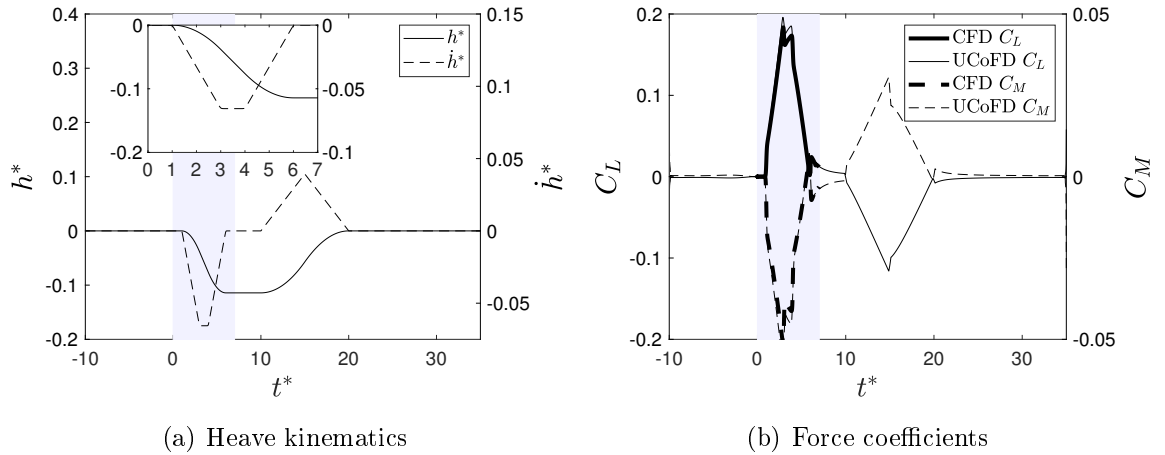 0.4
0.3
0.2
0.1
0
-0.1
-0.2
h*
0
-0.1
-0.2
0
-0.05
-0.1
0 1 2 3 4 5 6 7
h*
ḣ*
0.15
0.1
0.05
0
-0.05
ḣ*
-10 0 10 20 30
t*
(a) Heave kinematics
0.2
0.1
0
-0.1
-0.2
C_L
CFD C_L
UCoFD C_L
CFD C_M
UCoFD C_M
0.05
0
-0.05
C_M
-10 0 10 20 30
t*
(b) Force coefficients